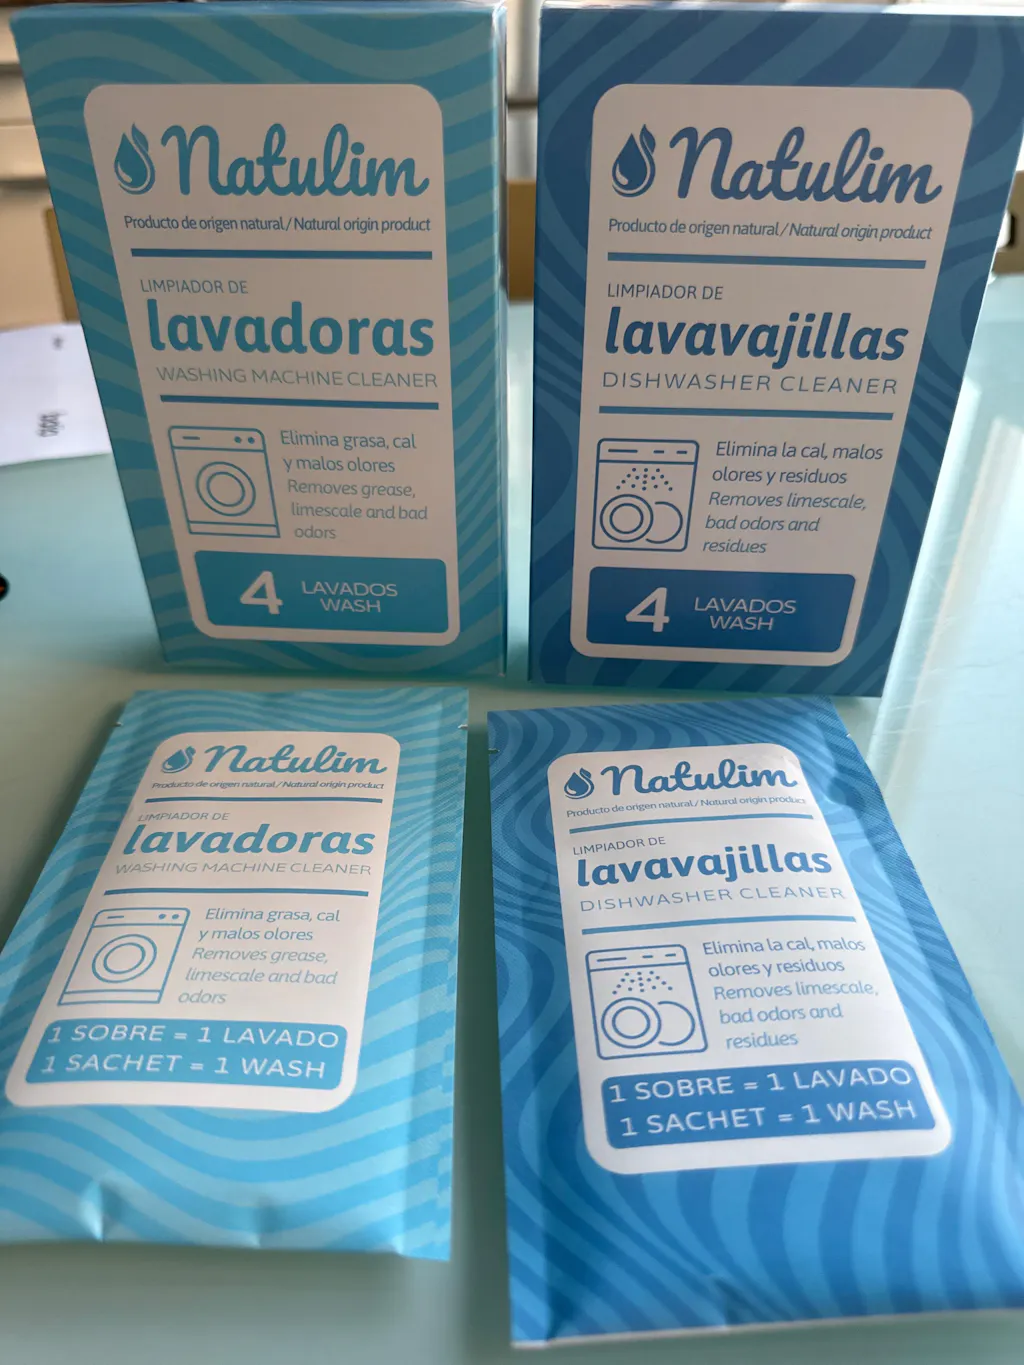 Natulim
Producto de origen natural / Natural origin product
LIMPIADOR DE
lavadoras
WASHING MACHINE CLEANER
Elimina grasa, cal
y malos olores
Removes grease,
limescale and bad
odors
4 LAVADOS
WASH
Natulim
Producto de origen natural / Natural origin product
LIMPIADOR DE
lavavajillas
DISHWASHER CLEANER
Elimina la cal, malos
olores y residuos
Removes limescale,
bad odors and
residues
4 LAVADOS
WASH
Natulim
Producto de origen natural / Natural origin product
LIMPIADOR DE
lavadoras
WASHING MACHINE CLEANER
Elimina grasa, cal
y malos olores
Removes grease,
limescale and bad
odors
1 SOBRE = 1 LAVADO
1 SACHET = 1 WASH
Natulim
Producto de origen natural / Natural origin product
LIMPIADOR DE
lavavajillas
DISHWASHER CLEANER
Elimina la cal, malos
olores y residuos
Removes limescale,
bad odors and
residues
1 SOBRE = 1 LAVADO
1 SACHET = 1 WASH